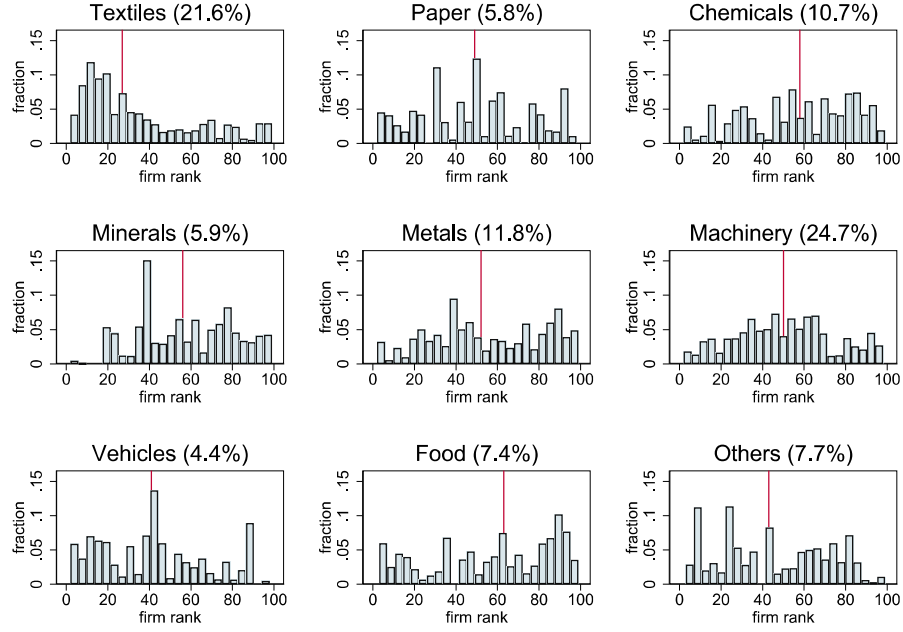 Textiles (21.6%)
fraction
0 .05 .1 .15
0 20 40 60 80 100
firm rank
Paper (5.8%)
fraction
0 .05 .1 .15
0 20 40 60 80 100
firm rank
Chemicals (10.7%)
fraction
0 .05 .1 .15
0 20 40 60 80 100
firm rank
Minerals (5.9%)
fraction
0 .05 .1 .15
0 20 40 60 80 100
firm rank
Metals (11.8%)
fraction
0 .05 .1 .15
0 20 40 60 80 100
firm rank
Machinery (24.7%)
fraction
0 .05 .1 .15
0 20 40 60 80 100
firm rank
Vehicles (4.4%)
fraction
0 .05 .1 .15
0 20 40 60 80 100
firm rank
Food (7.4%)
fraction
0 .05 .1 .15
0 20 40 60 80 100
firm rank
Others (7.7%)
fraction
0 .05 .1 .15
0 20 40 60 80 100
firm rank